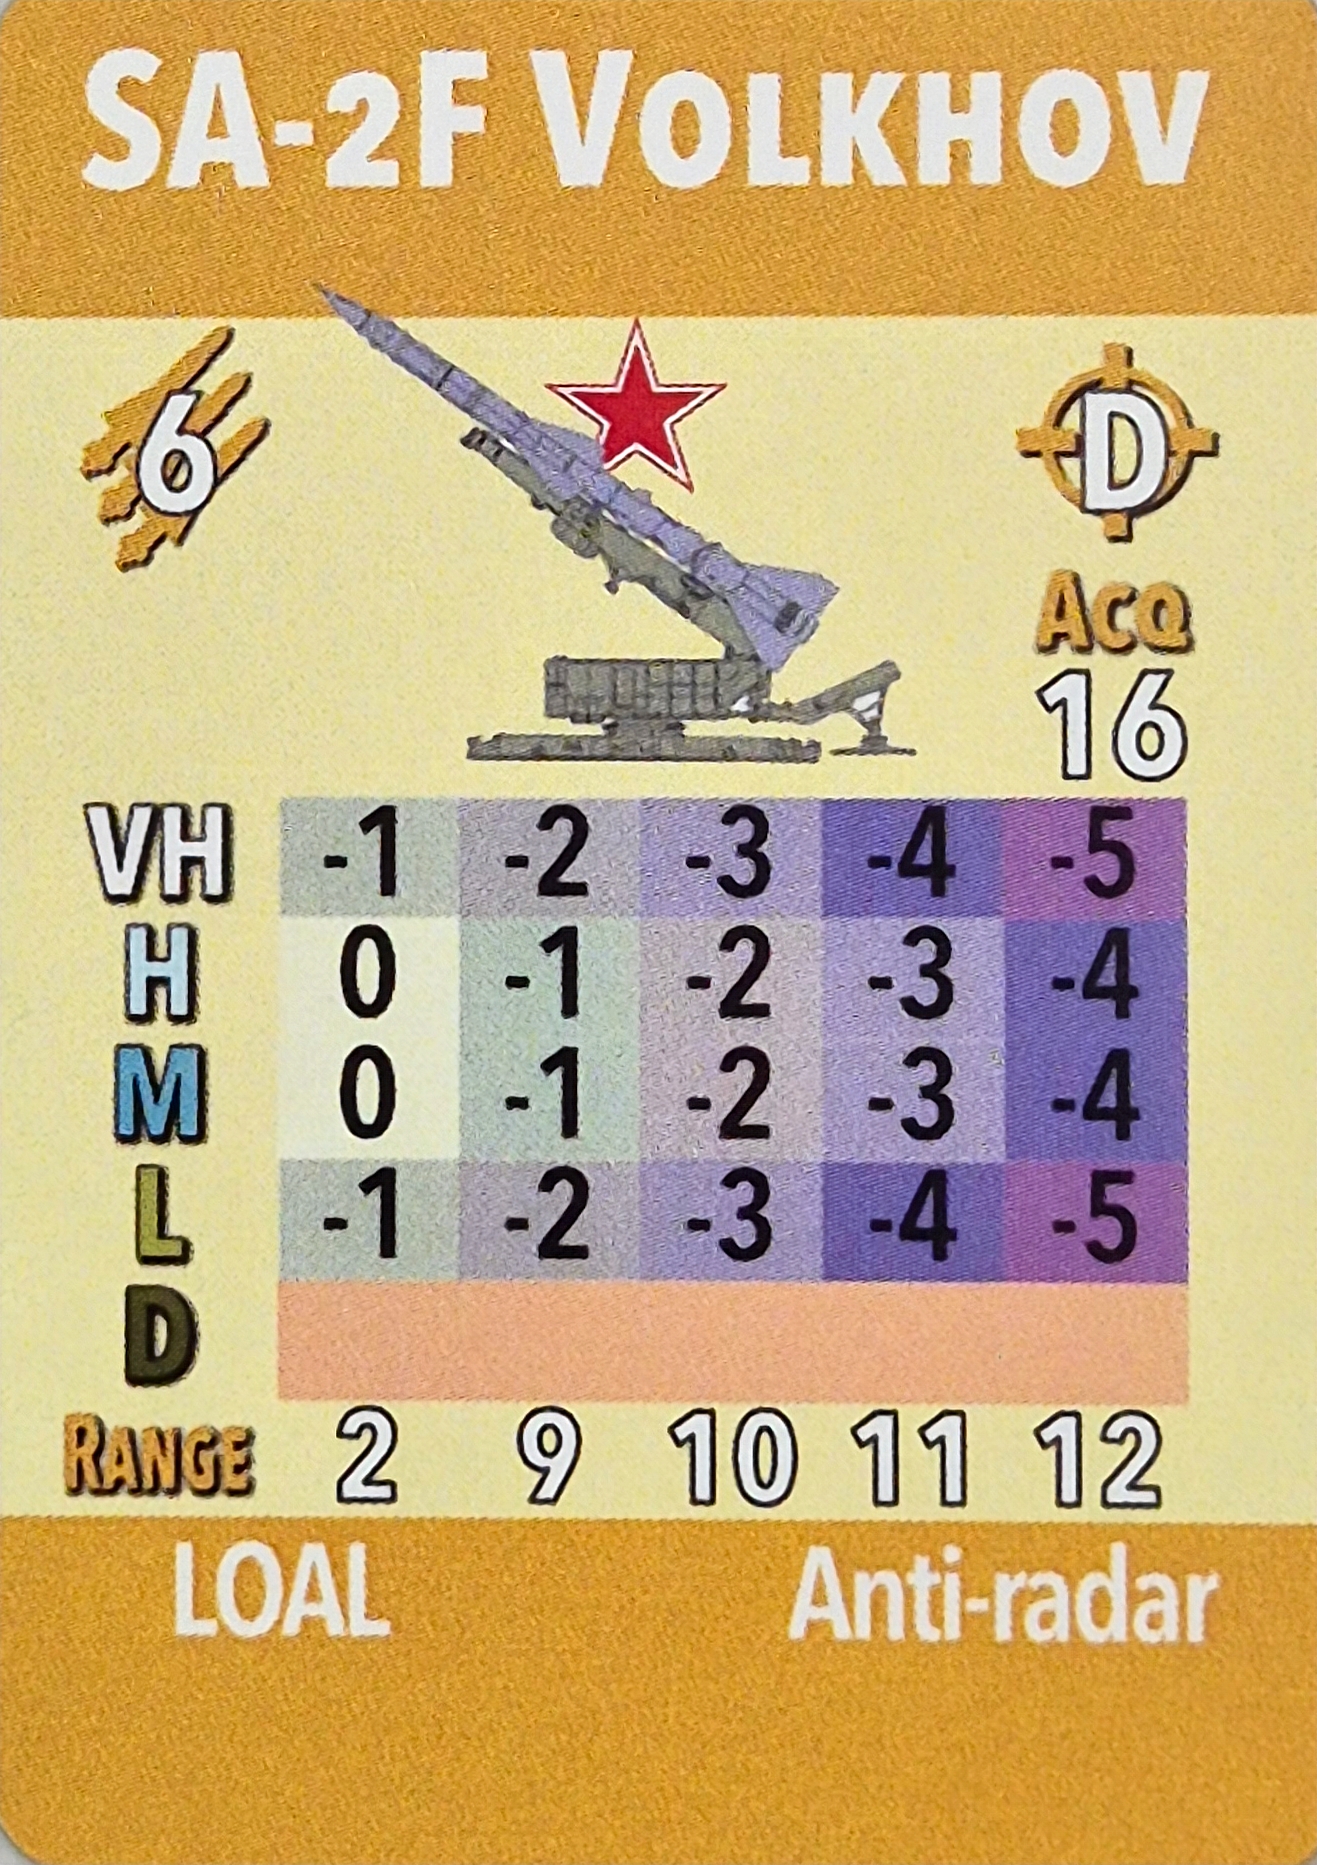 SA-2F VOLKHOV
6 D
ACQ
16
VH -1 -2 -3 -4 -5
H 0 -1 -2 -3 -4
M 0 -1 -2 -3 -4
L -1 -2 -3 -4 -5
D
RANGE 2 9 10 11 12
LOAL Anti-radar